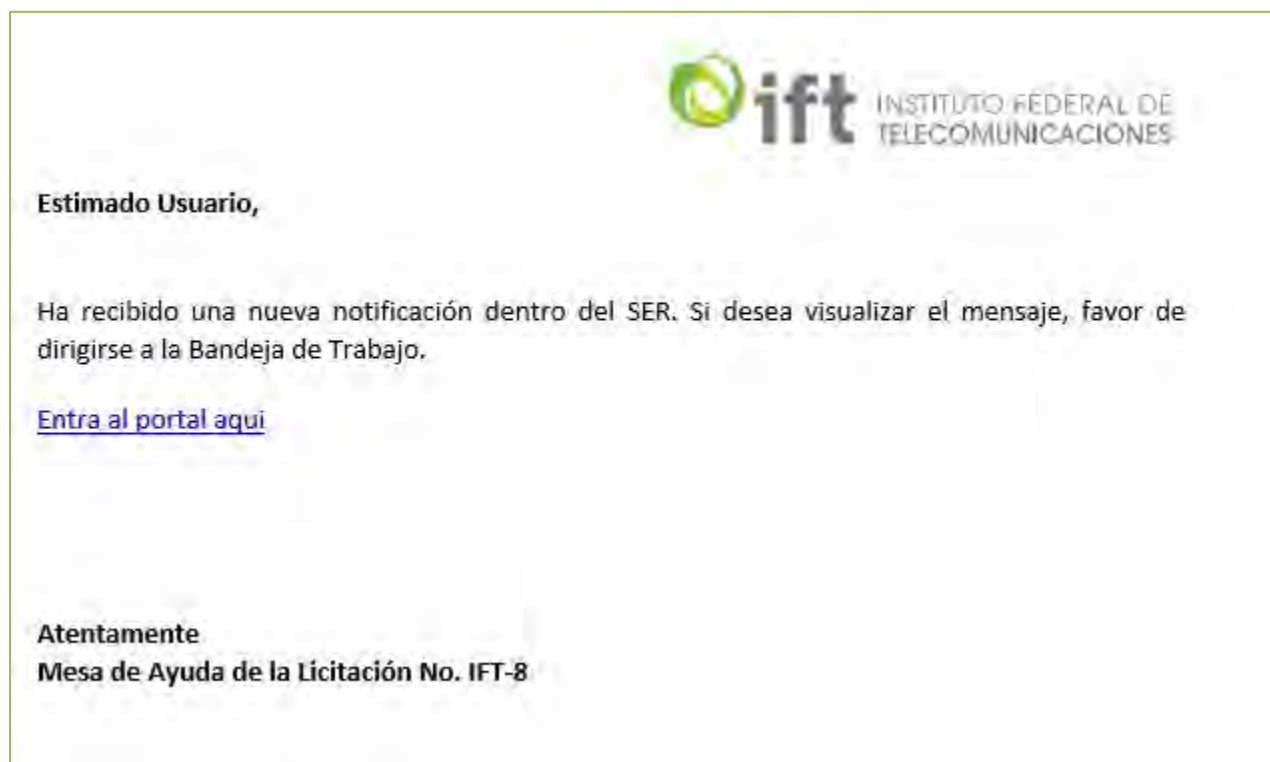 ift INSTITUTO FEDERAL DE
TELECOMUNICACIONES
Estimado Usuario,
Ha recibido una nueva notificación dentro del SER. Si desea visualizar el mensaje, favor de
dirigirse a la Bandeja de Trabajo.
Entra al portal aqui
Atentamente
Mesa de Ayuda de la Licitación No. IFT-8